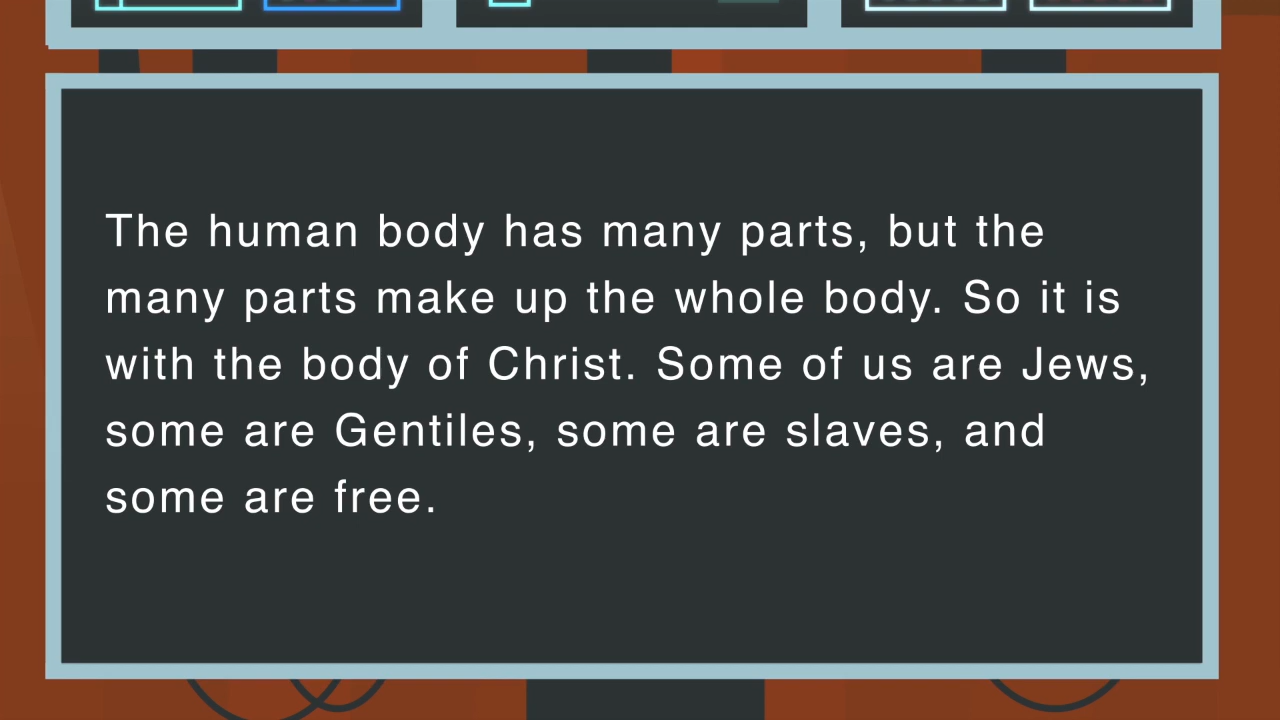 The human body has many parts, but the
many parts make up the whole body. So it is
with the body of Christ. Some of us are Jews,
some are Gentiles, some are slaves, and
some are free.